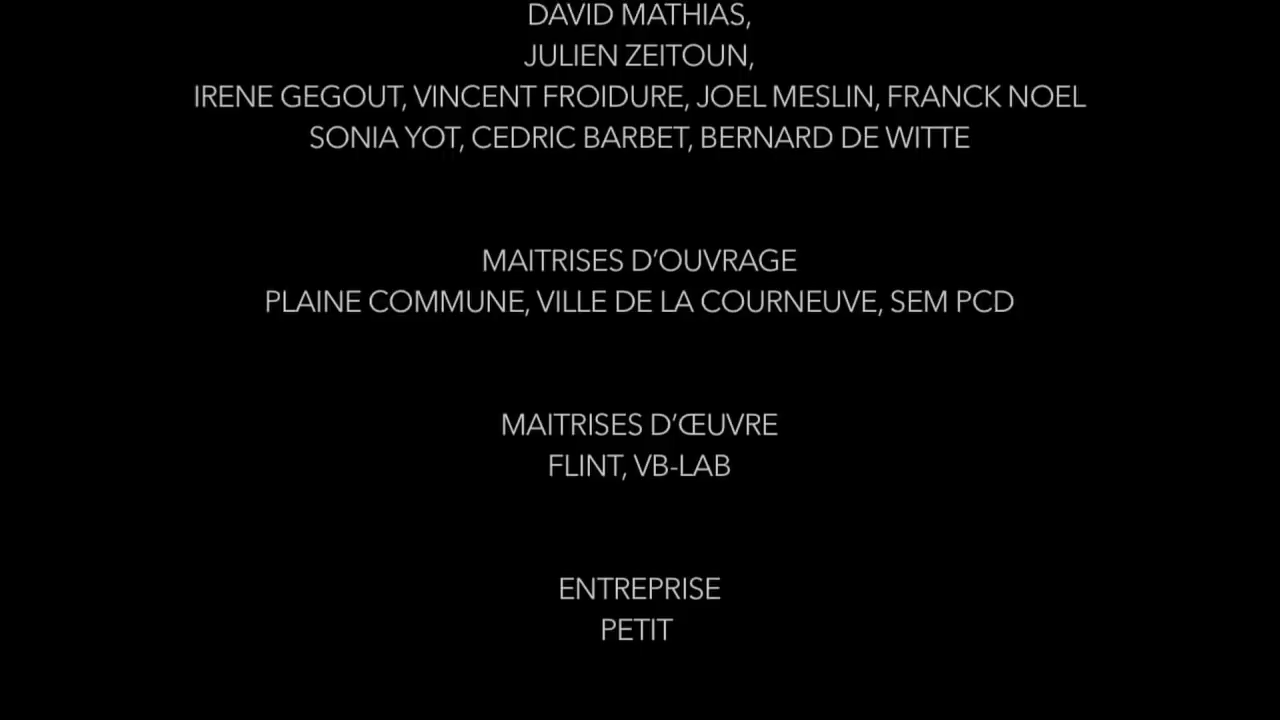 DAVID MATHIAS,
JULIEN ZEITOUN,
IRENE GEGOUT, VINCENT FROIDURE, JOEL MESLIN, FRANCK NOEL
SONIA YOT, CEDRIC BARBET, BERNARD DE WITTE
MAITRISES D’OUVRAGE
PLAINE COMMUNE, VILLE DE LA COURNEUVE, SEM PCD
MAITRISES D’ŒUVRE
FLINT, VB-LAB
ENTREPRISE
PETIT